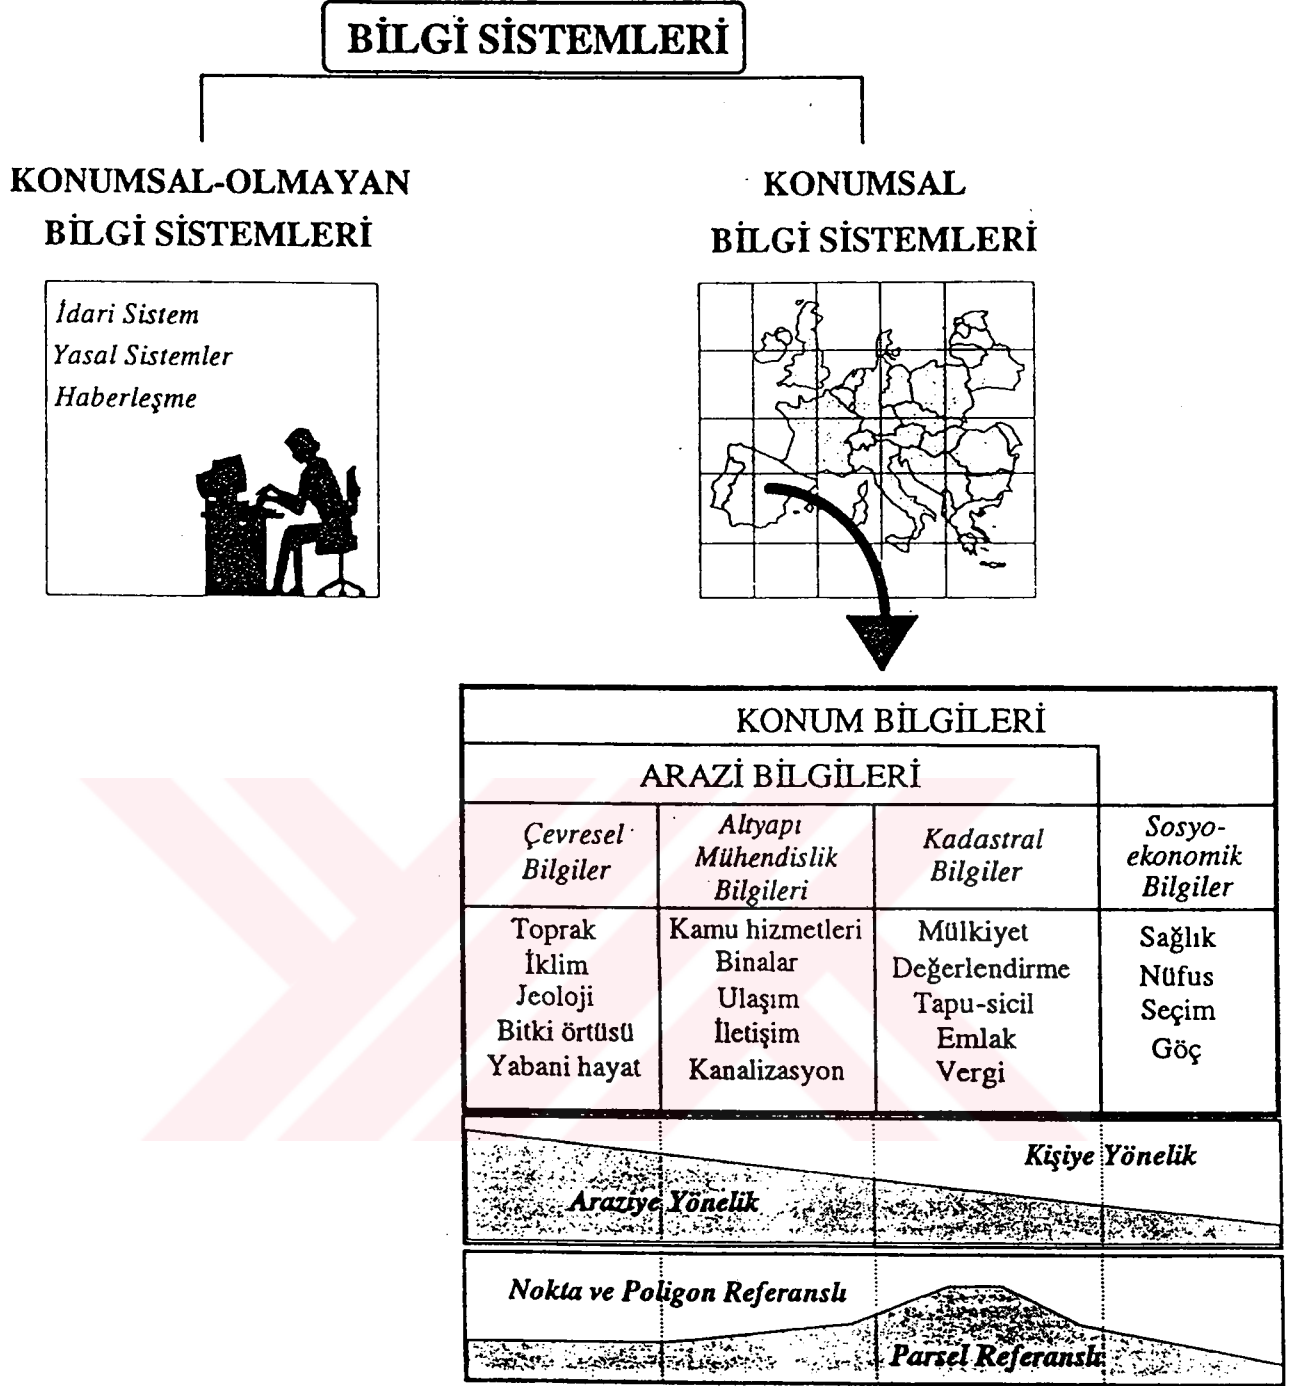 BİLGİ SİSTEMLERİ
KONUMSAL-OLMAYAN
BİLGİ SİSTEMLERİ
KONUMSAL
BİLGİ SİSTEMLERİ
İdari Sistem
Yasal Sistemler
Haberleşme
KONUM BİLGİLERİ
ARAZİ BİLGİLERİ
Çevresel
Bilgiler
Altyapı
Mühendislik
Bilgileri
Kadastral
Bilgiler
Sosyo-
ekonomik
Bilgiler
Toprak
İklim
Jeoloji
Bitki örtüsü
Yabani hayat
Kamu hizmetleri
Binalar
Ulaşım
İletişim
Kanalizasyon
Mülkiyet
Değerlendirme
Tapu-sicil
Emlak
Vergi
Sağlık
Nüfus
Seçim
Göç
Kişiye Yönelik
Araziye Yönelik
Nokta ve Poligon Referanslı
Parsel Referanslı